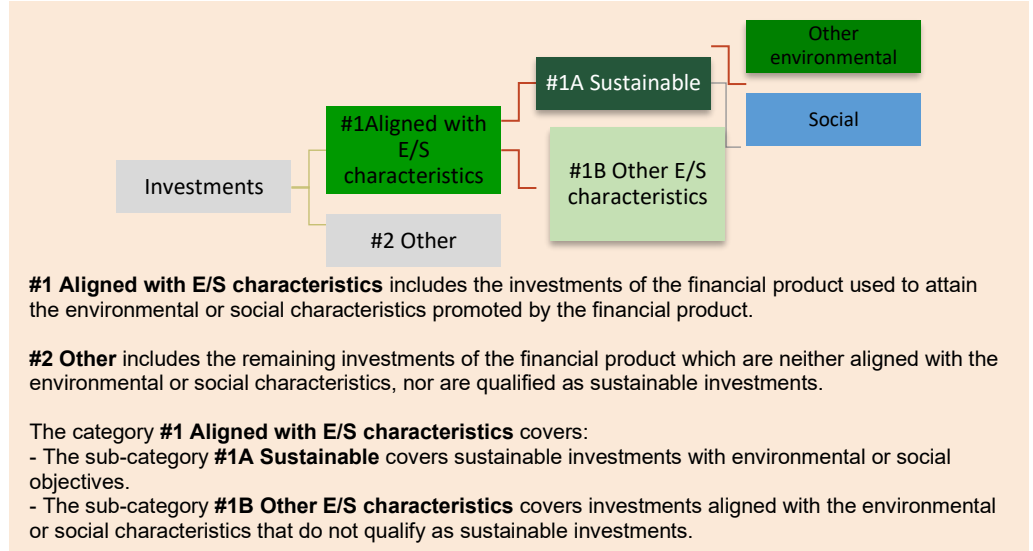 Other
environmental
#1A Sustainable
Social
#1Aligned with
E/S
characteristics
#1B Other E/S
characteristics
Investments
#2 Other
#1 Aligned with E/S characteristics includes the investments of the financial product used to attain
the environmental or social characteristics promoted by the financial product.
#2 Other includes the remaining investments of the financial product which are neither aligned with the
environmental or social characteristics, nor are qualified as sustainable investments.
The category #1 Aligned with E/S characteristics covers:
- The sub-category #1A Sustainable covers sustainable investments with environmental or social
objectives.
- The sub-category #1B Other E/S characteristics covers investments aligned with the environmental
or social characteristics that do not qualify as sustainable investments.